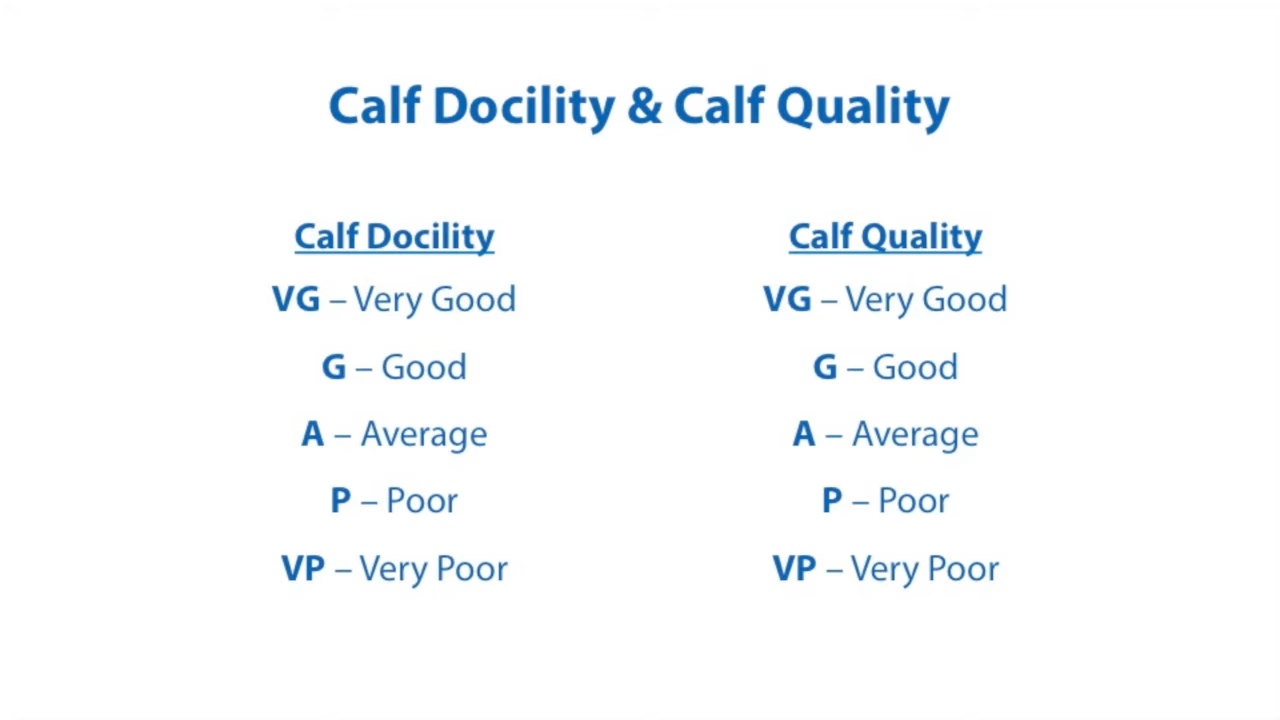 Calf Docility & Calf Quality
Calf Docility
VG – Very Good
G – Good
A – Average
P – Poor
VP – Very Poor
Calf Quality
VG – Very Good
G – Good
A – Average
P – Poor
VP – Very Poor